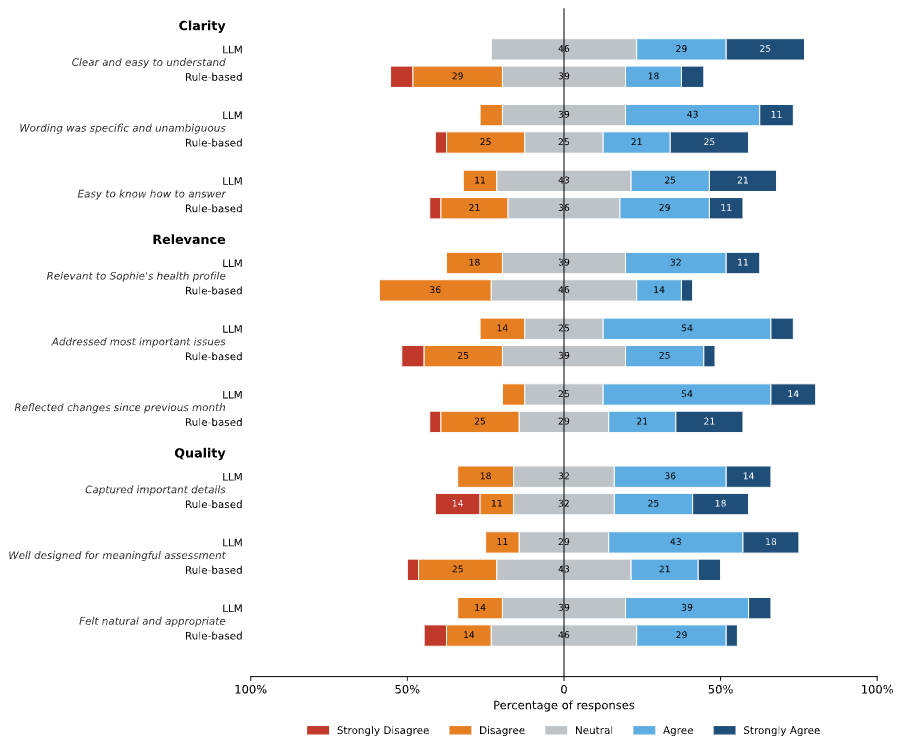 Clarity
LLM
46 29 25
Clear and easy to understand
Rule-based
29 39 18
LLM
39 43 11
Wording was specific and unambiguous
Rule-based
25 25 21 25
LLM
11 43 25 21
Easy to know how to answer
Rule-based
21 36 29 11
Relevance
LLM
18 39 32 11
Relevant to Sophie's health profile
Rule-based
36 46 14
LLM
14 25 54
Addressed most important issues
Rule-based
25 39 25
LLM
25 54 14
Reflected changes since previous month
Rule-based
25 29 21 21
Quality
LLM
18 32 36 14
Captured important details
Rule-based
14 11 32 25 18
LLM
11 29 43 18
Well designed for meaningful assessment
Rule-based
25 43 21
LLM
14 39 39
Felt natural and appropriate
Rule-based
14 46 29
100% 50% 0 50% 100%
Percentage of responses
Strongly Disagree Disagree Neutral Agree Strongly Agree